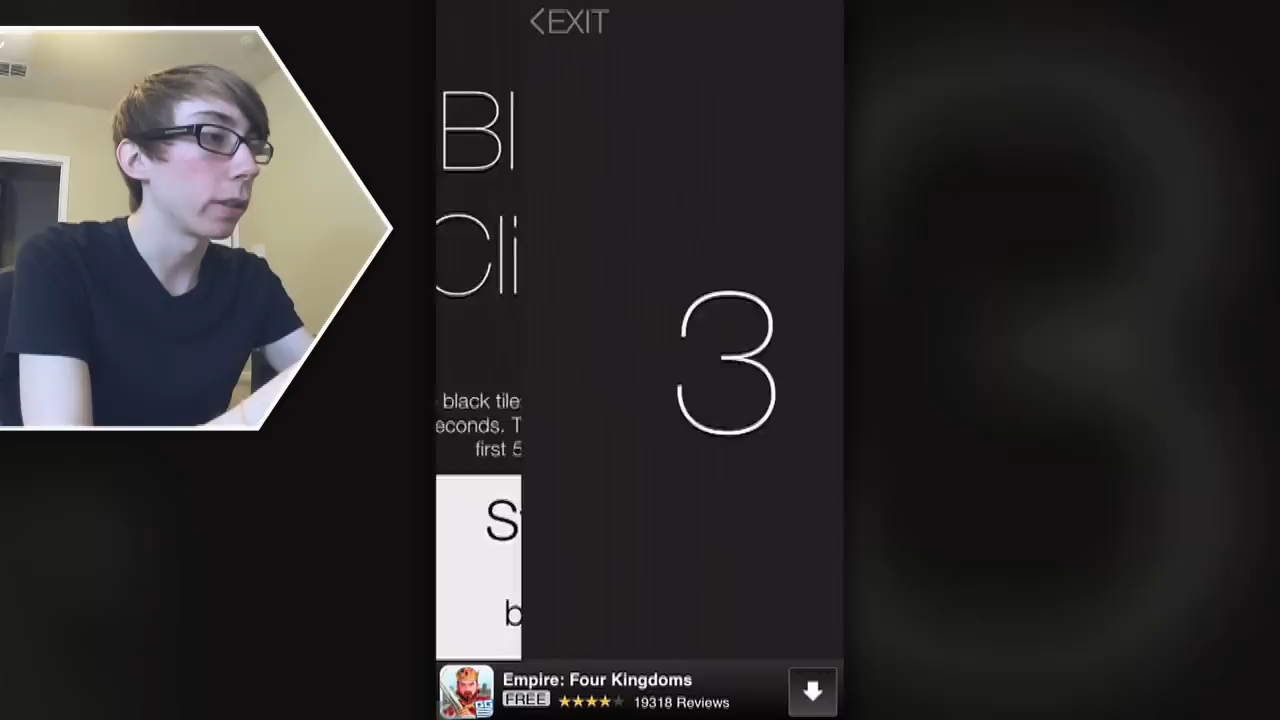 <EXIT
Bl
Cli
3
black tile
econds. T
first 5
S
b
Empire: Four Kingdoms
FREE 19318 Reviews